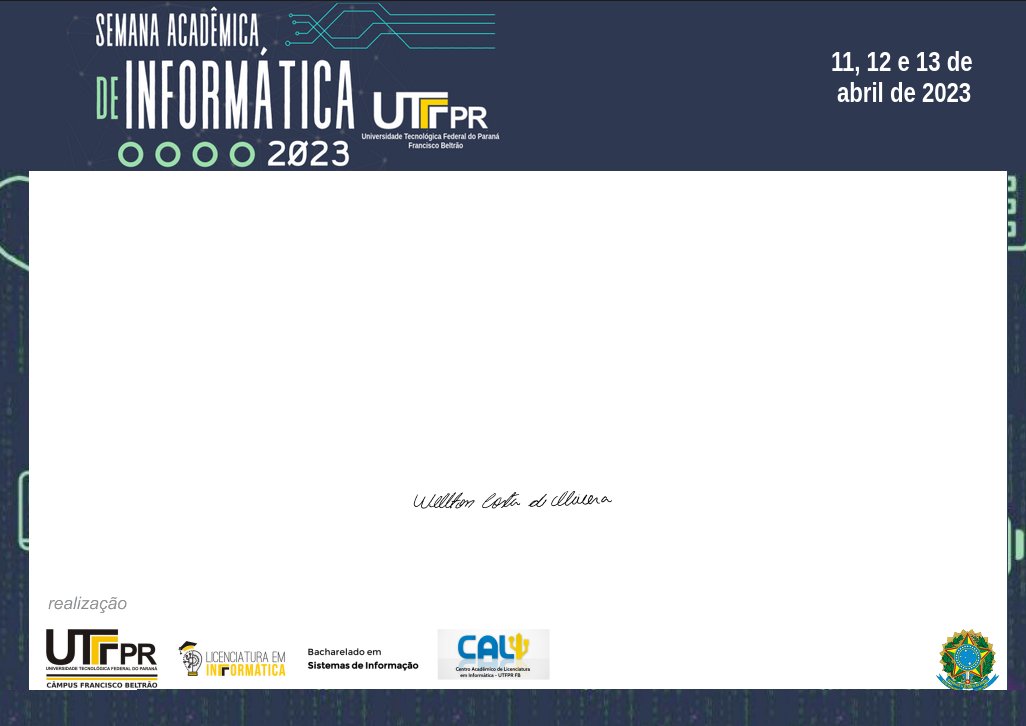 SEMANA ACADÊMICA
DE INFORMÁTICA
2023
UTFPR
Universidade Tecnológica Federal do Paraná
Francisco Beltrão
11, 12 e 13 de
abril de 2023
Wellton Costa de Oliveira
realização
UTFPR
UNIVERSIDADE TECNOLÓGICA FEDERAL DO PARANÁ
CÂMPUS FRANCISCO BELTRÃO
LICENCIATURA EM
INFORMÁTICA
Bacharelado em
Sistemas de Informação
CALI
Centro Acadêmico de Licenciatura
em Informática - UTFPR FB